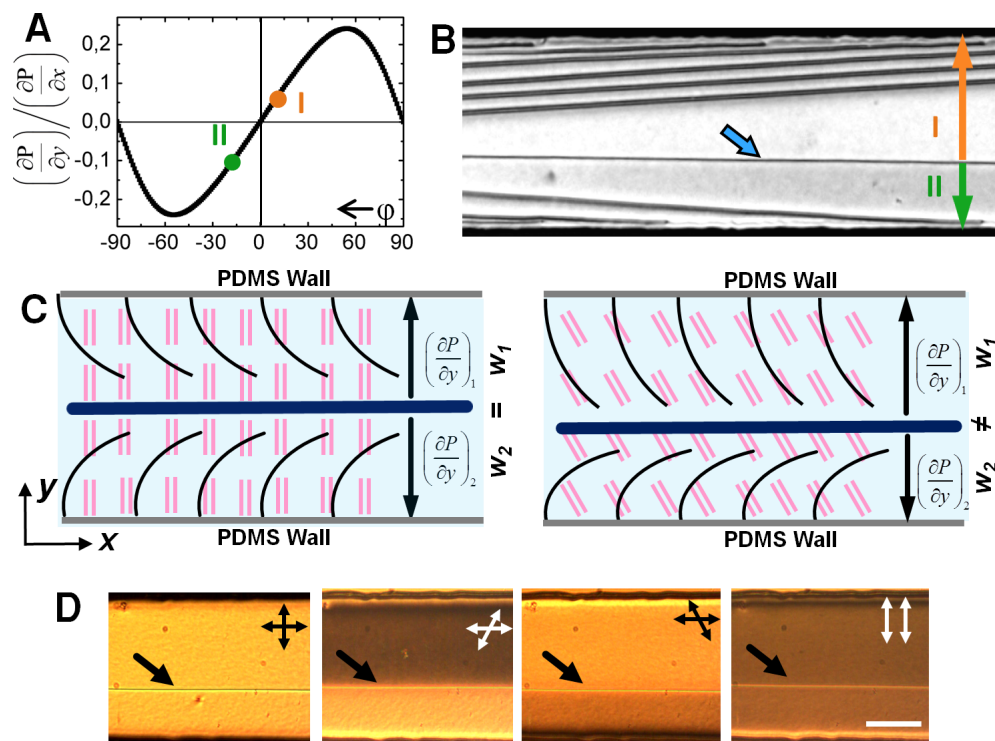 A
(∂P/∂y)/(∂P/∂x)
0,2
0,1
0,0
-0,1
-0,2
I
II
φ
-90 -60 -30 0 30 60 90
B
I
II
C
PDMS Wall
(∂P/∂y)₁
w₁
=
(∂P/∂y)₂
w₂
y
x
PDMS Wall
PDMS Wall
(∂P/∂y)₁
w₁
≠
(∂P/∂y)₂
w₂
PDMS Wall
D